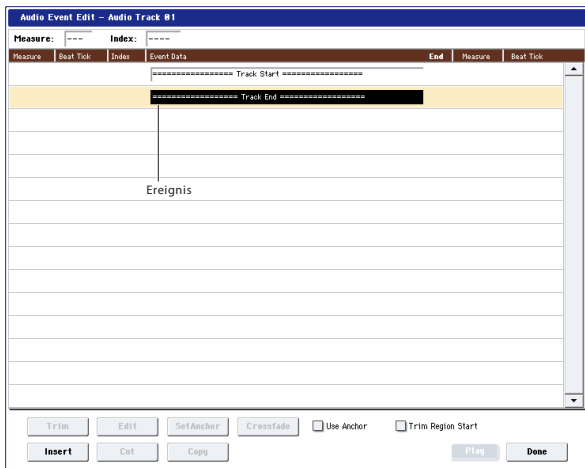 Audio Event Edit – Audio Track 01
Measure: --- Index: ----
Measure Beat Tick Index Event Data End Measure Beat Tick
================= Track Start =================
================== Track End ==================
Ereignis
Trim Edit SetAnchor Crossfade Use Anchor Trim Region Start
Insert Cut Copy Play Done